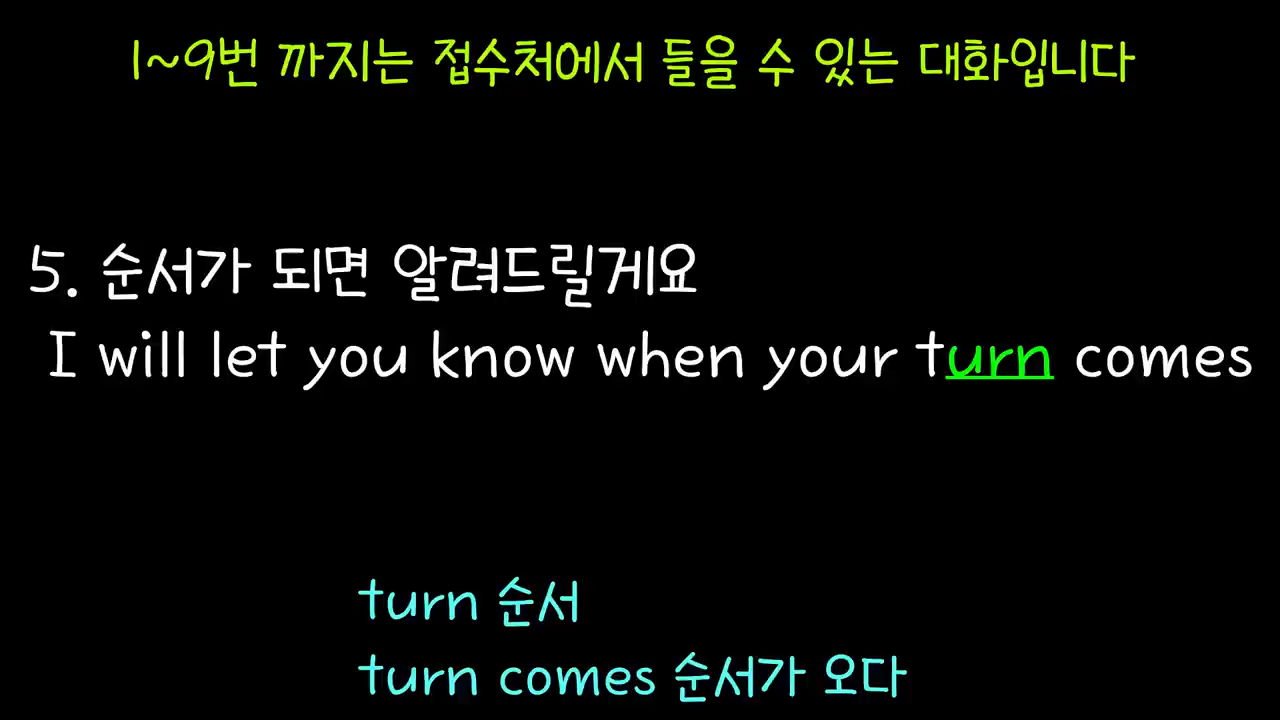 1~9번 까지는 접수처에서 들을 수 있는 대화입니다
5. 순서가 되면 알려드릴게요
I will let you know when your turn comes
turn 순서
turn comes 순서가 오다